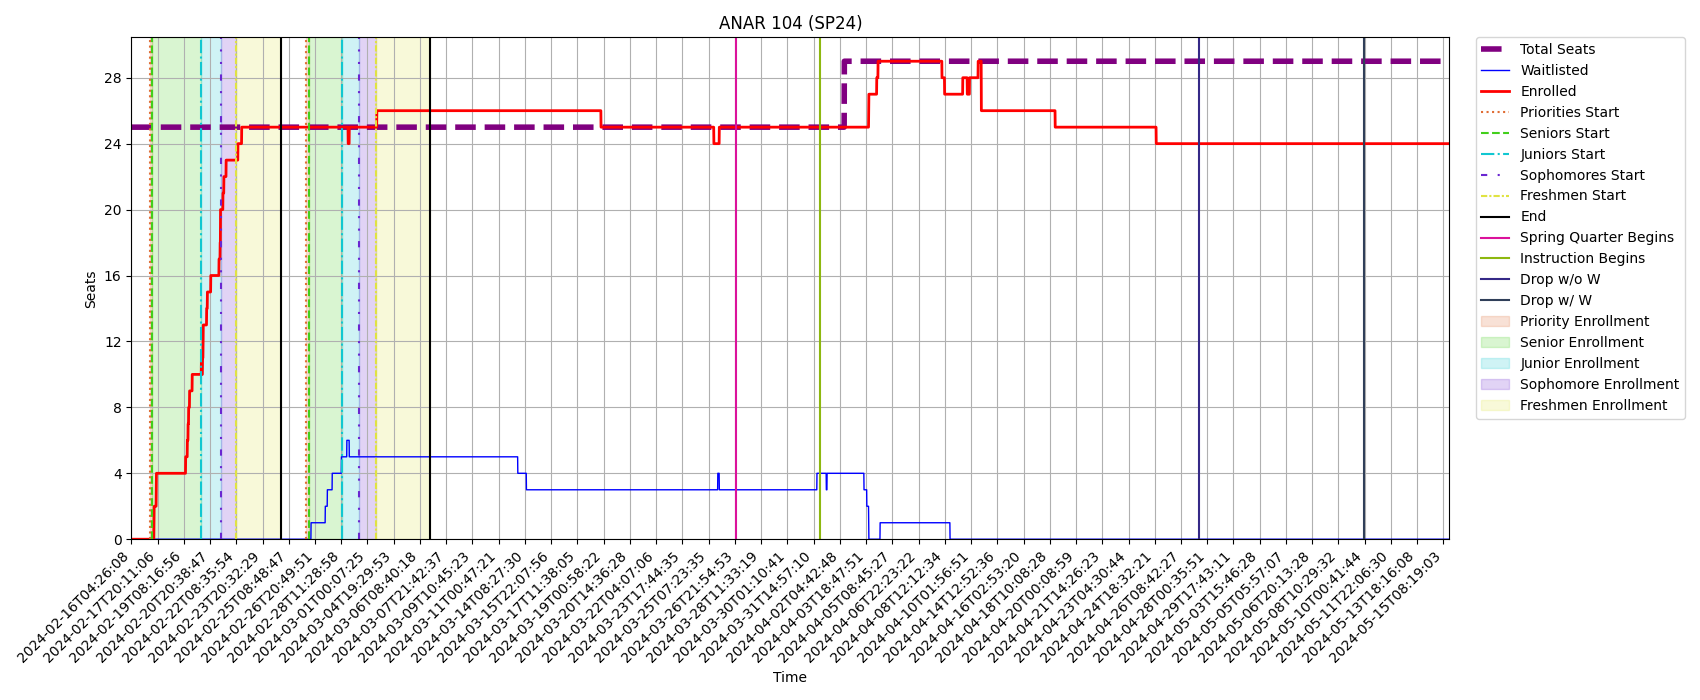 ANAR 104 (SP24)
Seats
28
24
20
16
12
8
4
0
2024-02-16T04:26:08
2024-02-17T20:11:06
2024-02-19T08:16:56
2024-02-20T20:38:47
2024-02-22T08:35:54
2024-02-23T20:32:29
2024-02-25T08:48:47
2024-02-26T20:49:51
2024-02-28T11:28:58
2024-03-01T00:07:25
2024-03-04T19:29:53
2024-03-06T08:40:18
2024-03-07T21:42:37
2024-03-09T10:45:23
2024-03-11T00:47:21
2024-03-14T08:27:30
2024-03-15T22:07:56
2024-03-17T11:38:05
2024-03-19T00:58:22
2024-03-20T14:36:28
2024-03-22T04:07:06
2024-03-23T17:44:35
2024-03-25T07:23:35
2024-03-26T21:54:53
2024-03-28T11:33:19
2024-03-30T01:10:41
2024-03-31T14:57:10
2024-04-02T04:42:48
2024-04-03T18:47:51
2024-04-05T08:45:27
2024-04-06T22:23:22
2024-04-08T12:12:34
2024-04-10T01:56:51
2024-04-14T12:52:36
2024-04-16T02:53:20
2024-04-18T10:08:28
2024-04-20T00:08:59
2024-04-21T14:26:23
2024-04-23T04:30:44
2024-04-24T18:32:21
2024-04-26T08:42:27
2024-04-28T00:35:51
2024-04-29T17:43:11
2024-05-03T15:46:28
2024-05-05T05:57:07
2024-05-06T20:13:28
2024-05-08T10:29:32
2024-05-10T00:41:44
2024-05-11T22:06:30
2024-05-13T18:16:08
2024-05-15T08:19:03
Time
Total Seats
Waitlisted
Enrolled
Priorities Start
Seniors Start
Juniors Start
Sophomores Start
Freshmen Start
End
Spring Quarter Begins
Instruction Begins
Drop w/o W
Drop w/ W
Priority Enrollment
Senior Enrollment
Junior Enrollment
Sophomore Enrollment
Freshmen Enrollment